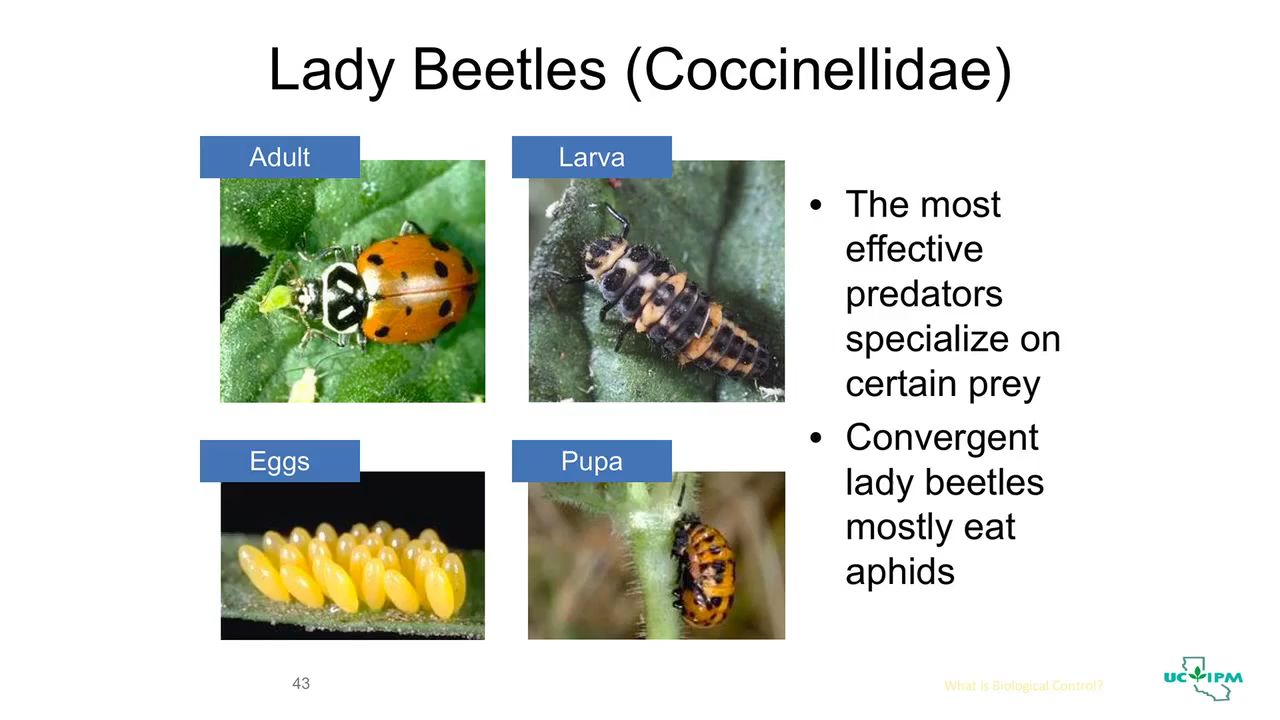 Lady Beetles (Coccinellidae)
Adult
Larva
Eggs
Pupa
• The most
effective
predators
specialize on
certain prey
• Convergent
lady beetles
mostly eat
aphids
43
What is Biological Control?
UC IPM